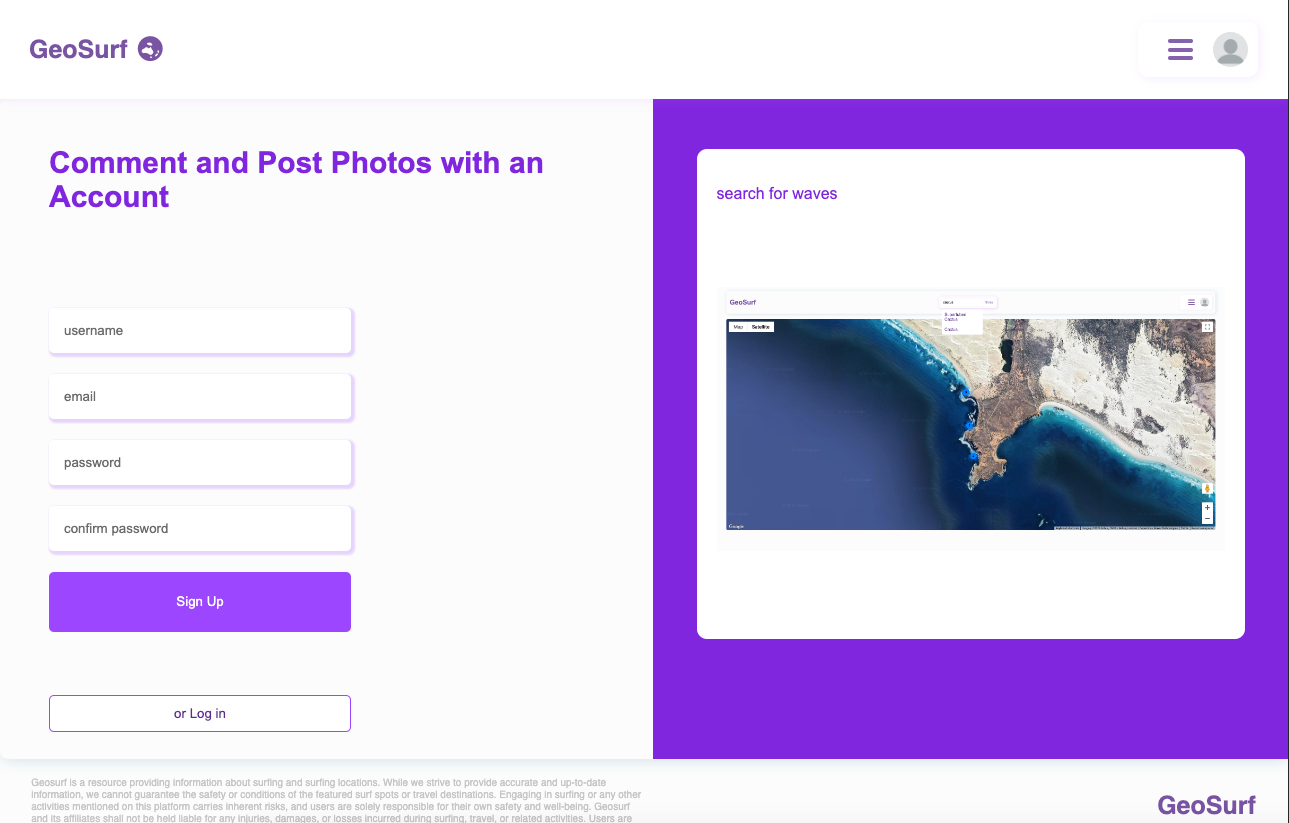 GeoSurf
Comment and Post Photos with an
Account
username
email
password
confirm password
Sign Up
or Log in
search for waves
GeoSurf
Map Satellite
Google
Geosurf is a resource providing information about surfing and surfing locations. While we strive to provide accurate and up-to-date
information, we cannot guarantee the safety or conditions of the featured surf spots or travel destinations. Engaging in surfing or any other
activities mentioned on this platform carries inherent risks, and users are solely responsible for their own safety and well-being. Geosurf
and its affiliates shall not be held liable for any injuries, damages, or losses incurred during surfing, travel, or related activities. Users are
GeoSurf